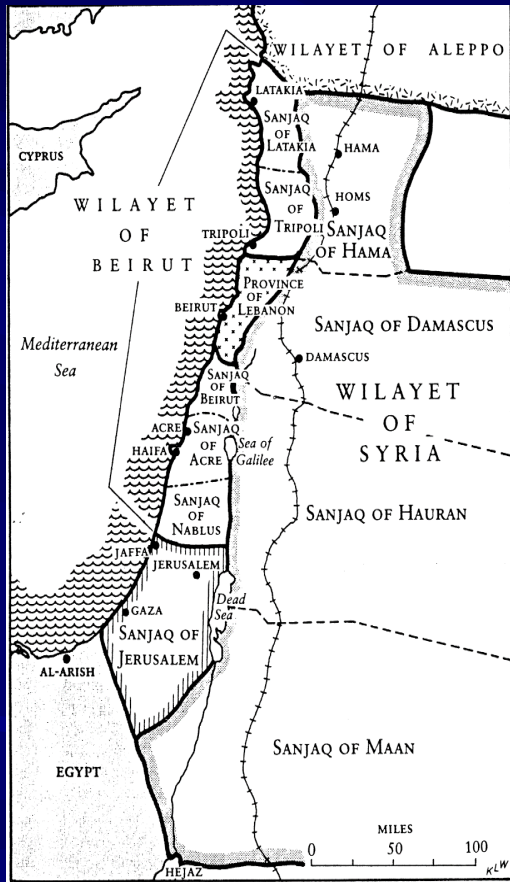 WILAYET OF ALEPPO
LATAKIA
SANJAQ
OF
LATAKIA
HAMA
CYPRUS
SANJAQ
OF
TRIPOLI
HOMS
WILAYET
OF
BEIRUT
TRIPOLI
SANJAQ
OF HAMA
PROVINCE
OF
LEBANON
BEIRUT
SANJAQ OF DAMASCUS
Mediterranean
Sea
DAMASCUS
SANJAQ
OF
BEIRUT
WILAYET
OF
SYRIA
ACRE
SANJAQ
OF
ACRE
HAIFA
Sea of
Galilee
SANJAQ
OF
NABLUS
SANJAQ OF HAURAN
JAFFA
JERUSALEM
Dead
Sea
GAZA
SANJAQ OF
JERUSALEM
AL-ARISH
SANJAQ OF MAAN
EGYPT
MILES
0 50 100
KLW
HEJAZ